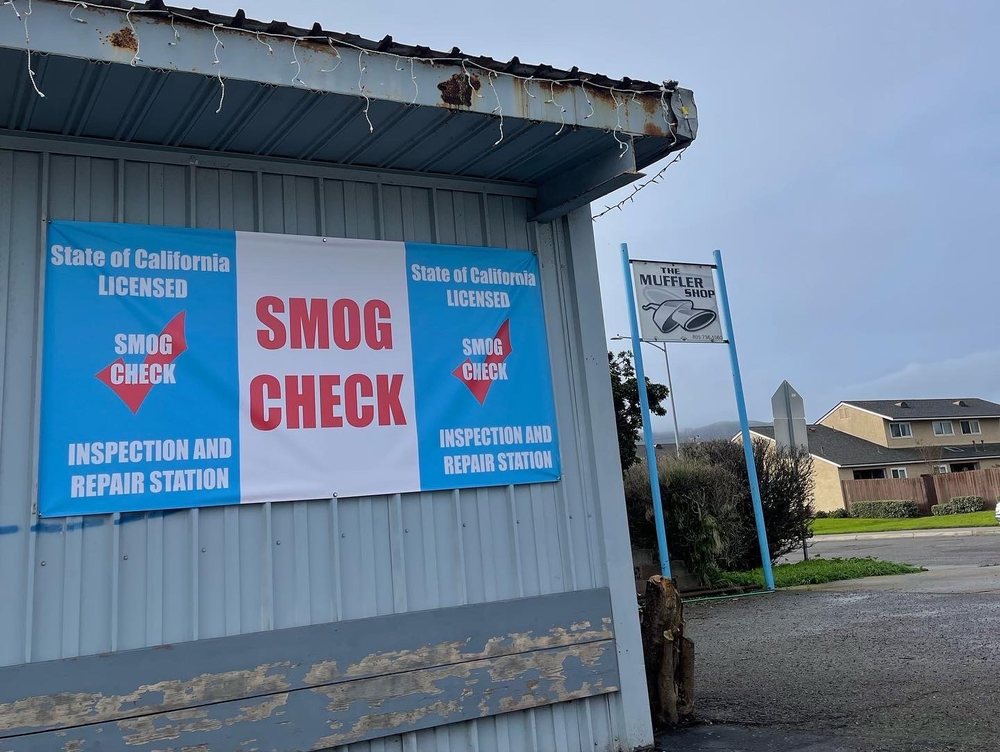 State of California
LICENSED
SMOG
CHECK
INSPECTION AND
REPAIR STATION
SMOG
CHECK
State of California
LICENSED
SMOG
CHECK
INSPECTION AND
REPAIR STATION
THE
MUFFLER
SHOP